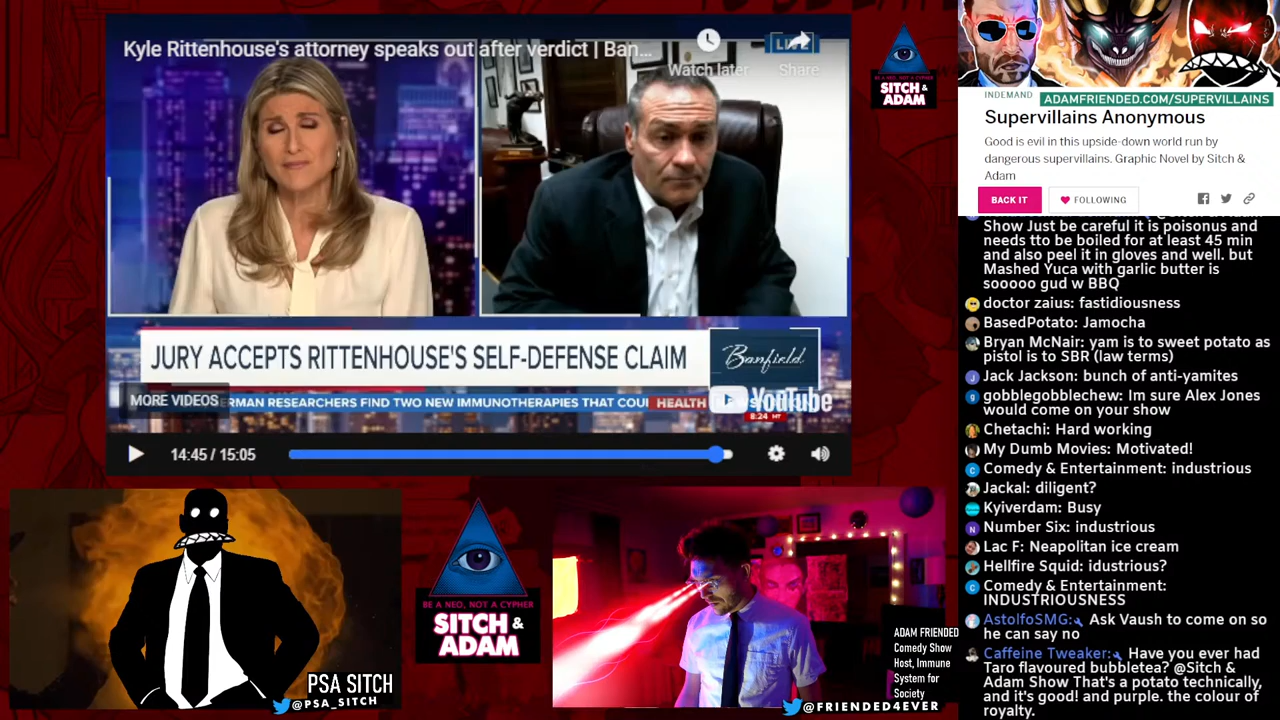 Kyle Rittenhouse's attorney speaks out after verdict | Ban...
Watch later
Share
LIVE
JURY ACCEPTS RITTENHOUSE'S SELF-DEFENSE CLAIM
Banfield
MORE VIDEOS
ERMAN RESEARCHERS FIND TWO NEW IMMUNOTHERAPIES THAT COUL
HEALTH
YouTube
8:24 MT
14:45 / 15:05
BE A NEO, NOT A CYPHER
SITCH &
ADAM
PSA SITCH
@PSA_SITCH
BE A NEO, NOT A CYPHER
SITCH &
ADAM
ADAM FRIENDED
Comedy Show
Host, Immune
System for
Society
@FRIENDED4EVER
INDEMAND
ADAMFRIENDED.COM/SUPERVILLAINS
Supervillains Anonymous
Good is evil in this upside-down world run by
dangerous supervillains. Graphic Novel by Sitch &
Adam
BACK IT
FOLLOWING
Show Just be careful it is poisonus and
needs tto be boiled for at least 45 min
and also peel it in gloves and well. but
Mashed Yuca with garlic butter is
sooooo gud w BBQ
doctor zaius: fastidiousness
BasedPotato: Jamocha
Bryan McNair: yam is to sweet potato as
pistol is to SBR (law terms)
Jack Jackson: bunch of anti-yamites
gobblegobblechew: Im sure Alex Jones
would come on your show
Chetachi: Hard working
My Dumb Movies: Motivated!
Comedy & Entertainment: industrious
Jackal: diligent?
Kyiverdam: Busy
Number Six: industrious
Lac F: Neapolitan ice cream
Hellfire Squid: idustrious?
Comedy & Entertainment:
INDUSTRIOUSNESS
AstolfoSMG: Ask Vaush to come on so
he can say no
Caffeine Tweaker: Have you ever had
Taro flavoured bubbletea? @Sitch &
Adam Show That's a potato technically,
and it's good! and purple. the colour of
royalty.